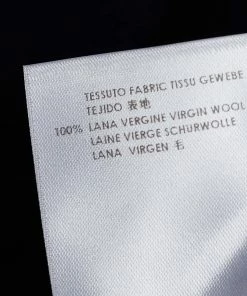 TESSUTO FABRIC TISSU GEWEBE
TEJIDO 表地
100% LANA VERGINE VIRGIN WOOL
LAINE VIERGE SCHURWOLLE
LANA VIRGEN 毛